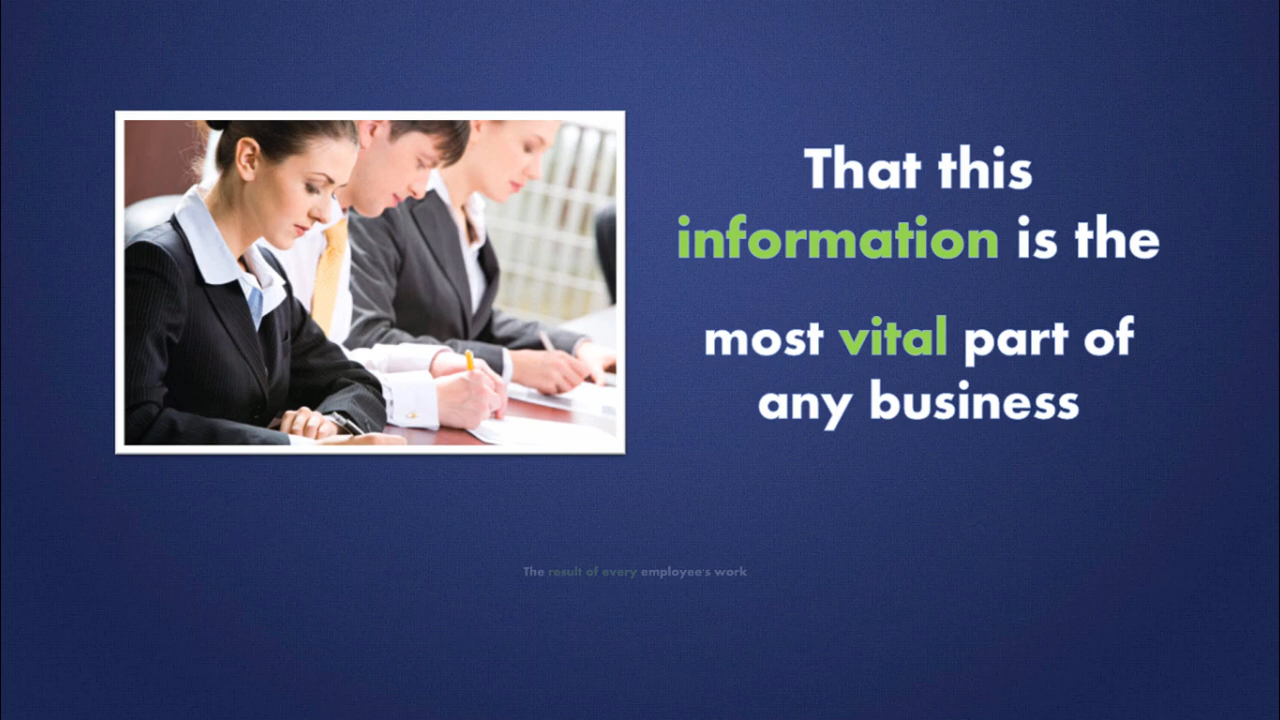 That this
information is the
most vital part of
any business
The result of every employee's work